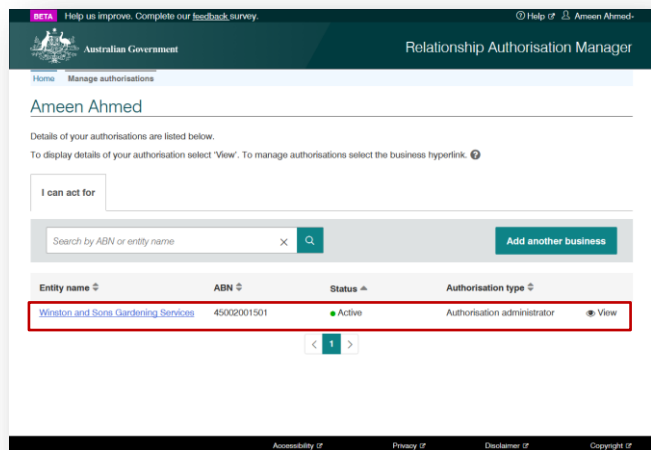 BETA Help us improve. Complete our feedback survey. Help Ameen Ahmed
Australian Government Relationship Authorisation Manager
Home Manage authorisations
Ameen Ahmed
Details of your authorisations are listed below.
To display details of your authorisation select 'View'. To manage authorisations select the business hyperlink. ?
I can act for
Search by ABN or entity name × Add another business
Entity name ABN Status Authorisation type
Winston and Sons Gardening Services 45002001501 Active Authorisation administrator View
< 1 >
Accessibility Privacy Disclaimer Copyright